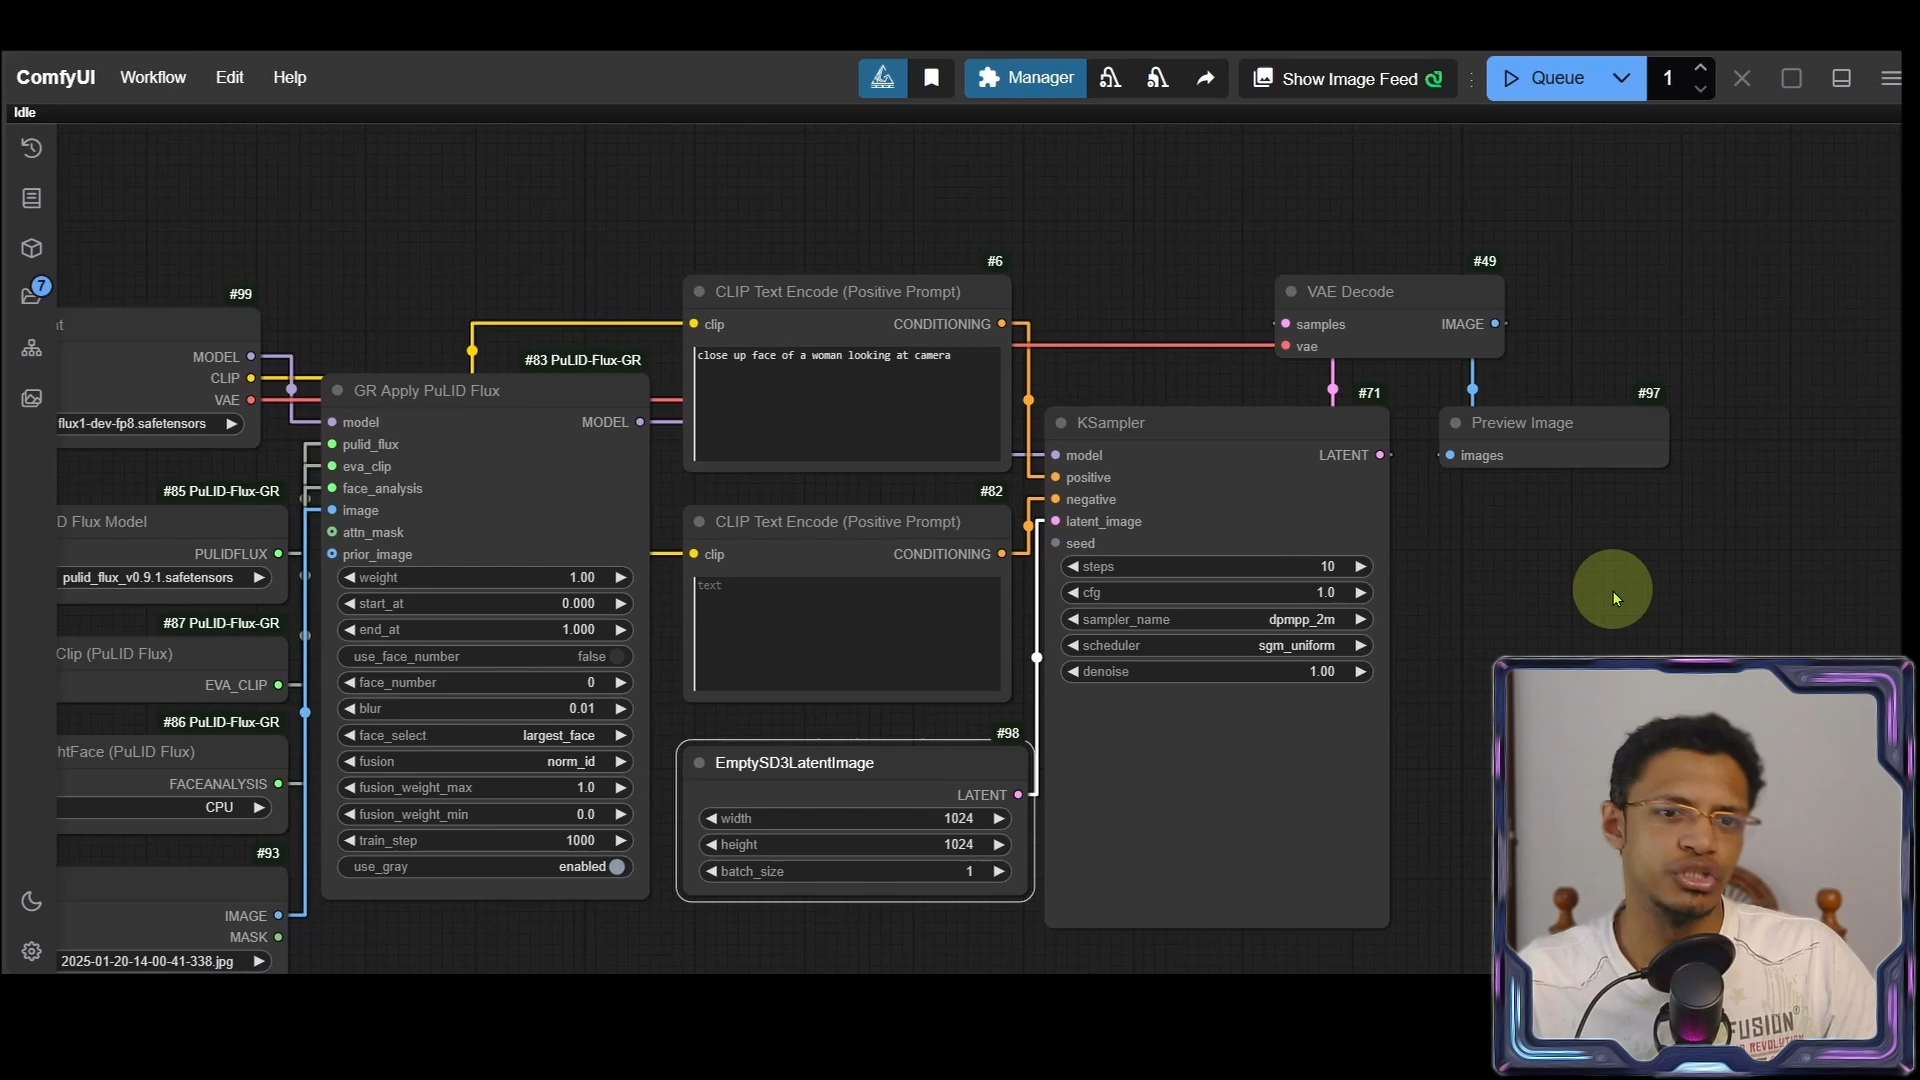 ComfyUI Workflow Edit Help Manager Show Image Feed Queue 1
Idle
7
#99
MODEL
CLIP
VAE
flux1-dev-fp8.safetensors
#85 PuLID-Flux-GR
D Flux Model
PULIDFLUX
pulid_flux_v0.9.1.safetensors
#87 PuLID-Flux-GR
Clip (PuLID Flux)
EVA_CLIP
#86 PuLID-Flux-GR
htFace (PuLID Flux)
FACEANALYSIS
CPU
#93
IMAGE
MASK
2025-01-20-14-00-41-338.jpg
#83 PuLID-Flux-GR
GR Apply PuLID Flux
model MODEL
pulid_flux
eva_clip
face_analysis
image
attn_mask
prior_image
weight 1.00
start_at 0.000
end_at 1.000
use_face_number false
face_number 0
blur 0.01
face_select largest_face
fusion norm_id
fusion_weight_max 1.0
fusion_weight_min 0.0
train_step 1000
use_gray enabled
#6
CLIP Text Encode (Positive Prompt)
clip CONDITIONING
close up face of a woman looking at camera
#82
CLIP Text Encode (Positive Prompt)
clip CONDITIONING
text
#98
EmptySD3LatentImage
LATENT
width 1024
height 1024
batch_size 1
#71
KSampler
model LATENT
positive
negative
latent_image
seed
steps 10
cfg 1.0
sampler_name dpmpp_2m
scheduler sgm_uniform
denoise 1.00
#49
VAE Decode
samples IMAGE
vae
#97
Preview Image
images
FUSION
REVOLUTION